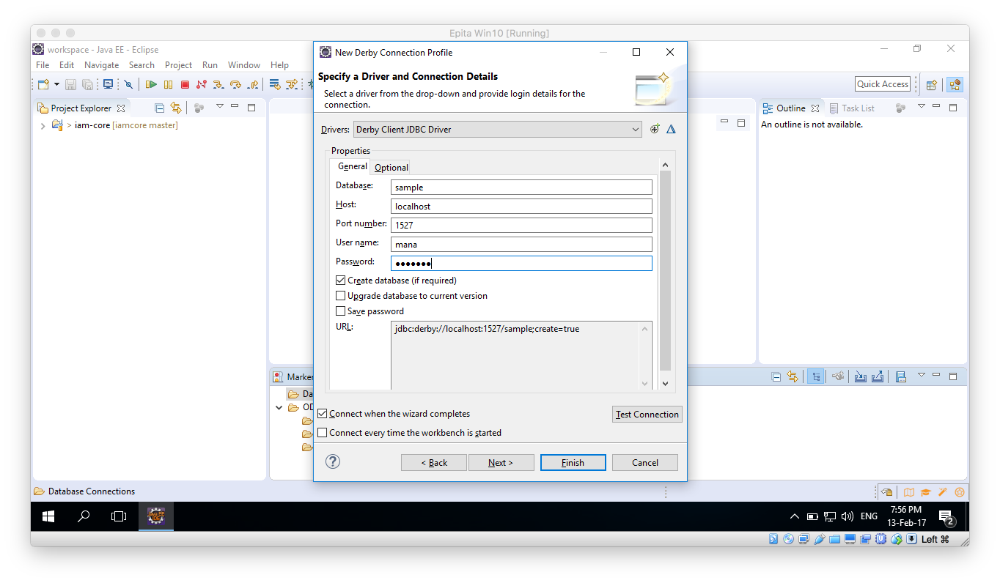 Epita Win10 [Running]
workspace - Java EE - Eclipse
File Edit Navigate Search Project Run Window Help
Quick Access
Project Explorer
> iam-core [iamcore master]
New Derby Connection Profile
Specify a Driver and Connection Details
Select a driver from the drop-down and provide login details for the
connection.
Drivers: Derby Client JDBC Driver
Properties
General Optional
Database: sample
Host: localhost
Port number: 1527
User name: mana
Password: ●●●●●●●
Create database (if required)
Upgrade database to current version
Save password
URL: jdbc:derby://localhost:1527/sample;create=true
Connect when the wizard completes
Test Connection
Connect every time the workbench is started
< Back Next > Finish Cancel
Outline Task List
An outline is not available.
Marker
Da
OD
Database Connections
Java EE
IDE
ENG
7:56 PM
13-Feb-17
2
Left ⌘